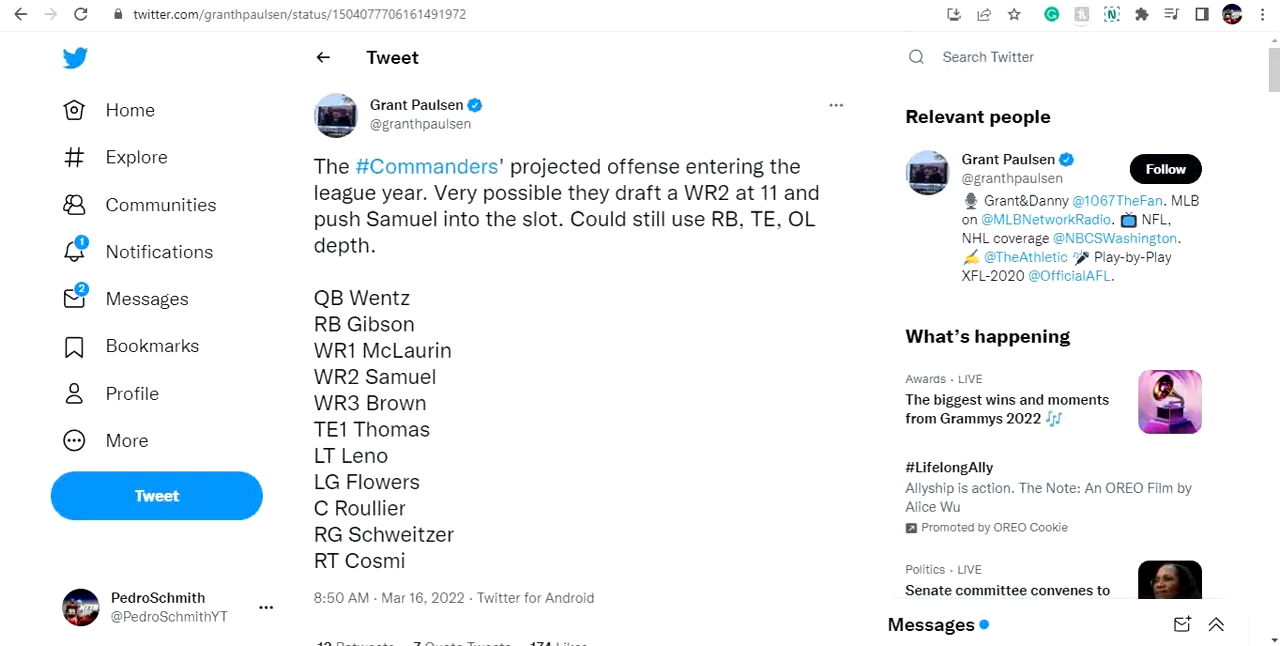 twitter.com/granthpaulsen/status/1504077706161491972
Home
Explore
Communities
1
Notifications
2
Messages
Bookmarks
Profile
More
Tweet
PedroSchmith
@PedroSchmithYT
Tweet
Grant Paulsen
@granthpaulsen
The #Commanders' projected offense entering the
league year. Very possible they draft a WR2 at 11 and
push Samuel into the slot. Could still use RB, TE, OL
depth.
QB Wentz
RB Gibson
WR1 McLaurin
WR2 Samuel
WR3 Brown
TE1 Thomas
LT Leno
LG Flowers
C Roullier
RG Schweitzer
RT Cosmi
8:50 AM · Mar 16, 2022 · Twitter for Android
Retweets Quote Tweets Likes
Search Twitter
Relevant people
Grant Paulsen
@granthpaulsen
Follow
Grant&Danny @1067TheFan. MLB
on @MLBNetworkRadio. 📺 NFL,
NHL coverage @NBCSWashington.
✍️ @TheAthletic 🎤 Play-by-Play
XFL-2020 @OfficialAFL.
What's happening
Awards · LIVE
The biggest wins and moments
from Grammys 2022 🎶
#LifelongAlly
Allyship is action. The Note: An OREO Film by
Alice Wu
Promoted by OREO Cookie
Politics · LIVE
Senate committee convenes to
Messages